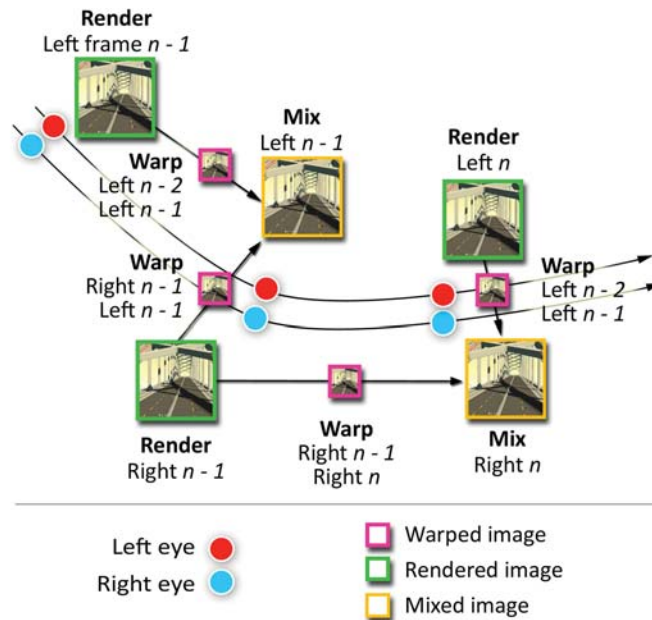 Render
Left frame n - 1
Mix
Left n - 1
Render
Left n
Warp
Left n - 2
Left n - 1
Warp
Right n - 1
Left n - 1
Warp
Left n - 2
Left n - 1
Render
Right n - 1
Warp
Right n - 1
Right n
Mix
Right n
Left eye
Right eye
Warped image
Rendered image
Mixed image